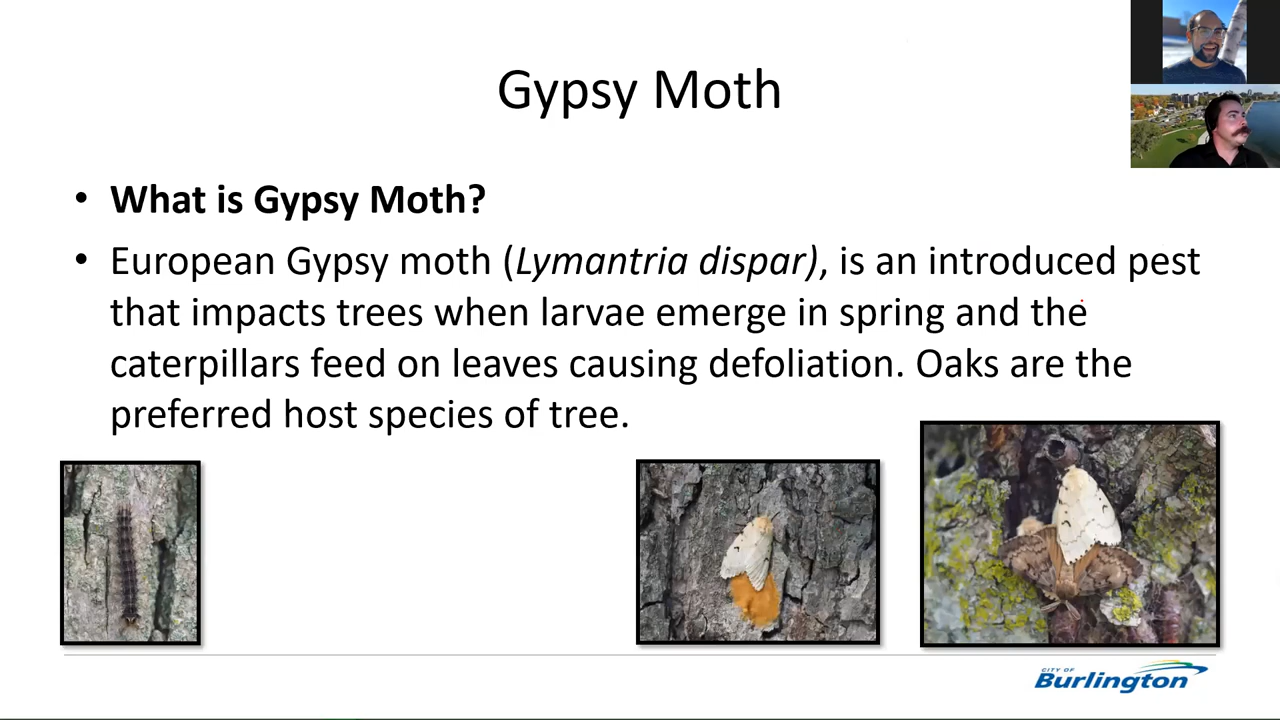 Gypsy Moth
• What is Gypsy Moth?
• European Gypsy moth (Lymantria dispar), is an introduced pest
that impacts trees when larvae emerge in spring and the
caterpillars feed on leaves causing defoliation. Oaks are the
preferred host species of tree.
CITY OF
Burlington